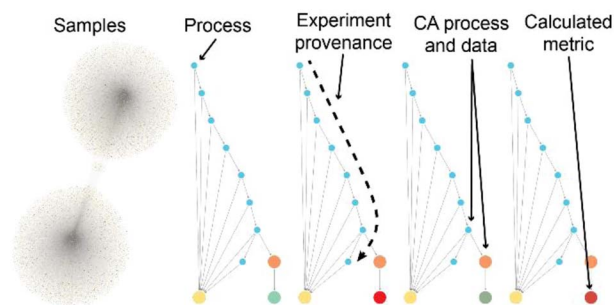 Samples
Process
Experiment
provenance
CA process
and data
Calculated
metric